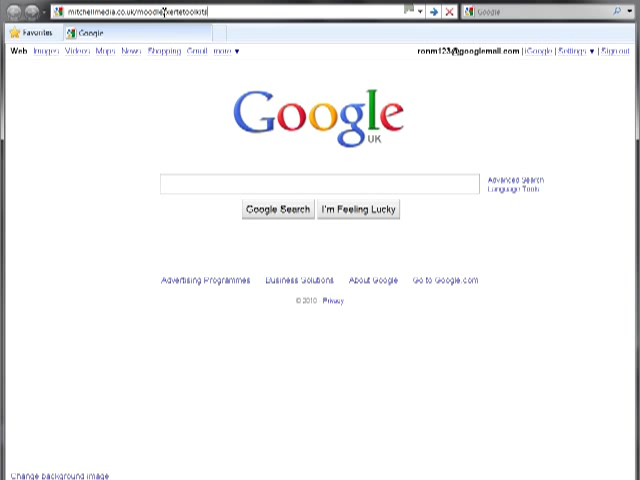 mitchellmedia.co.uk/moodle/xertetoolkits
Google
Favorites
Google
Web Images Videos Maps News Shopping Gmail more ▼
ronm123@googlemail.com | iGoogle | Settings ▼ | Sign out
Google
UK
Advanced Search
Language Tools
Google Search
I'm Feeling Lucky
Advertising Programmes
Business Solutions
About Google
Go to Google.com
© 2010 Privacy
Change background image